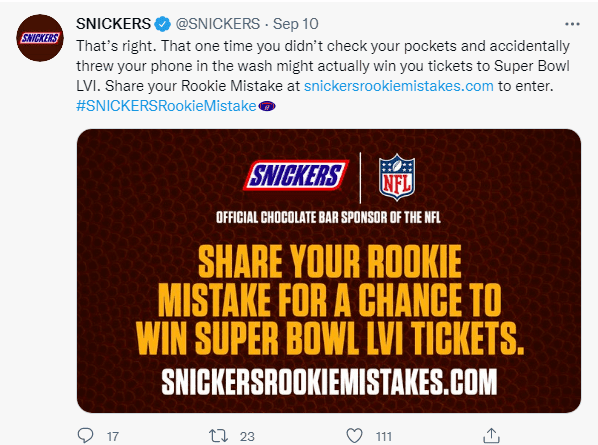 SNICKERS @SNICKERS · Sep 10
SNICKERS
That's right. That one time you didn't check your pockets and accidentally
threw your phone in the wash might actually win you tickets to Super Bowl
LVI. Share your Rookie Mistake at snickersrookiemistakes.com to enter.
#SNICKERSRookieMistake
SNICKERS NFL
OFFICIAL CHOCOLATE BAR SPONSOR OF THE NFL
SHARE YOUR ROOKIE
MISTAKE FOR A CHANCE TO
WIN SUPER BOWL LVI TICKETS.
SNICKERSROOKIEMISTAKES.COM
17 23 111